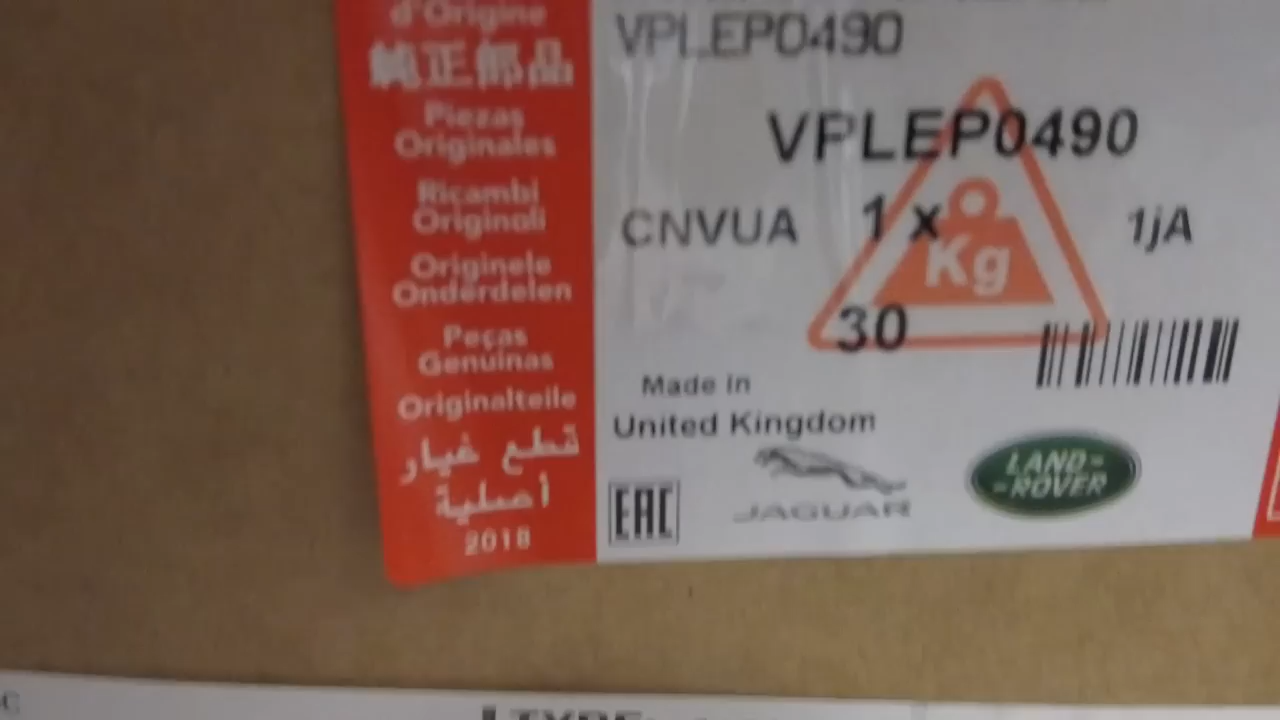 d'Origine
純正部品
Piezas
Originales
Ricambi
Originali
Originele
Onderdelen
Peças
Genuínas
Originalteile
قطع غيار
أصلية
2018
VPLEP0490
VPLEP0490
CNVUA 1 x 1jA
Kg
30
Made in
United Kingdom
EAC
JAGUAR
LAND-
-ROVER